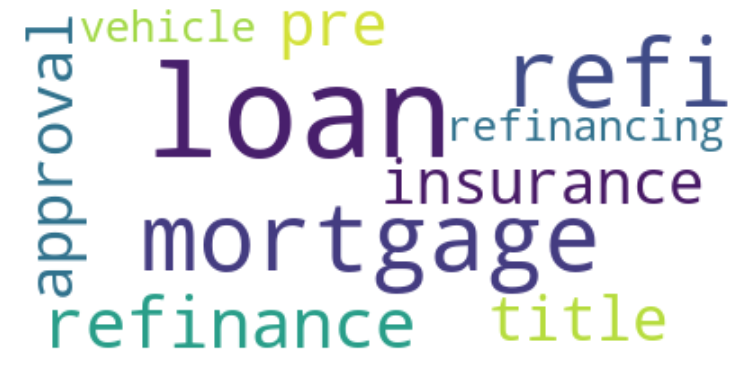 vehicle
pre
approval
loan
refi
refinancing
insurance
mortgage
refinance
title